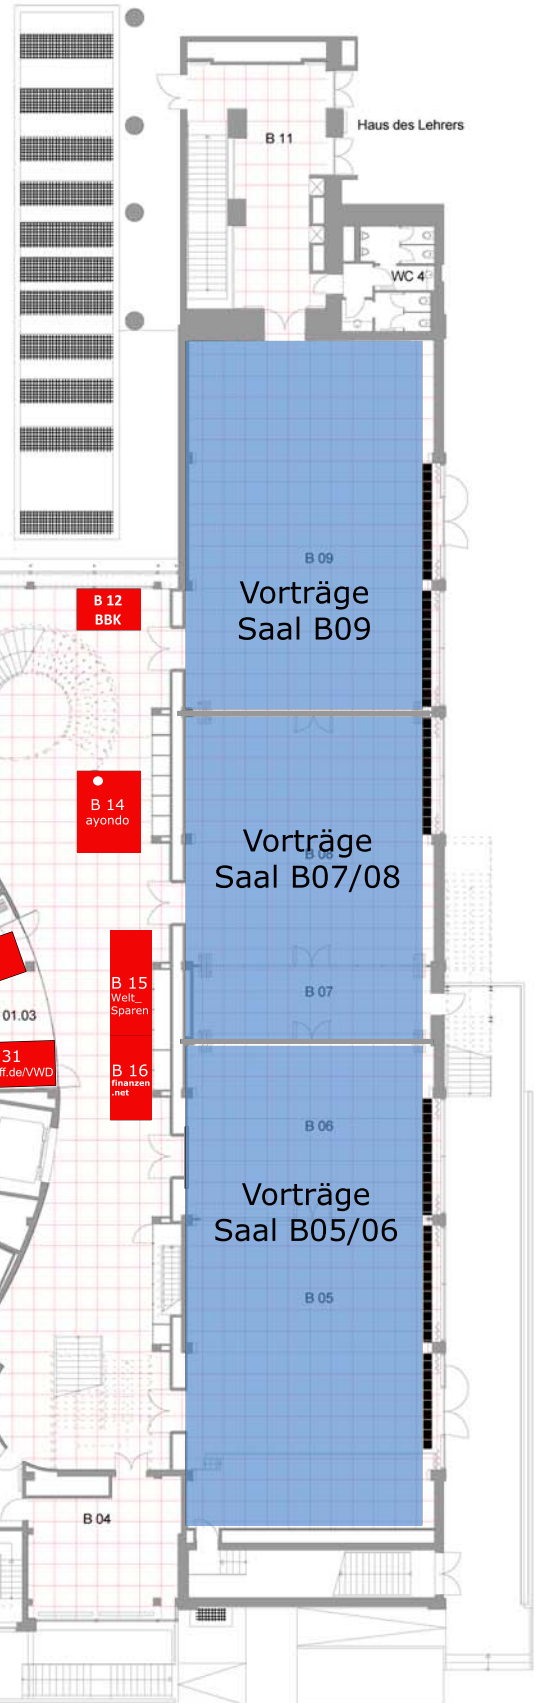 B 11
Haus des Lehrers
WC 4
B 09
Vorträge
Saal B09
B 12
BBK
B 14
ayondo
Vorträge
Saal B07/08
B 15
Welt_
Sparen
B 07
01.03
31
ff.de/VWD
B 16
finanzen
.net
B 06
Vorträge
Saal B05/06
B 05
B 04